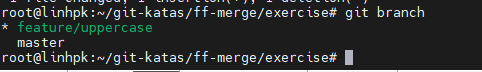 root@linhpk:~/git-katas/ff-merge/exercise# git branch
* feature/uppercase
master
root@linhpk:~/git-katas/ff-merge/exercise#